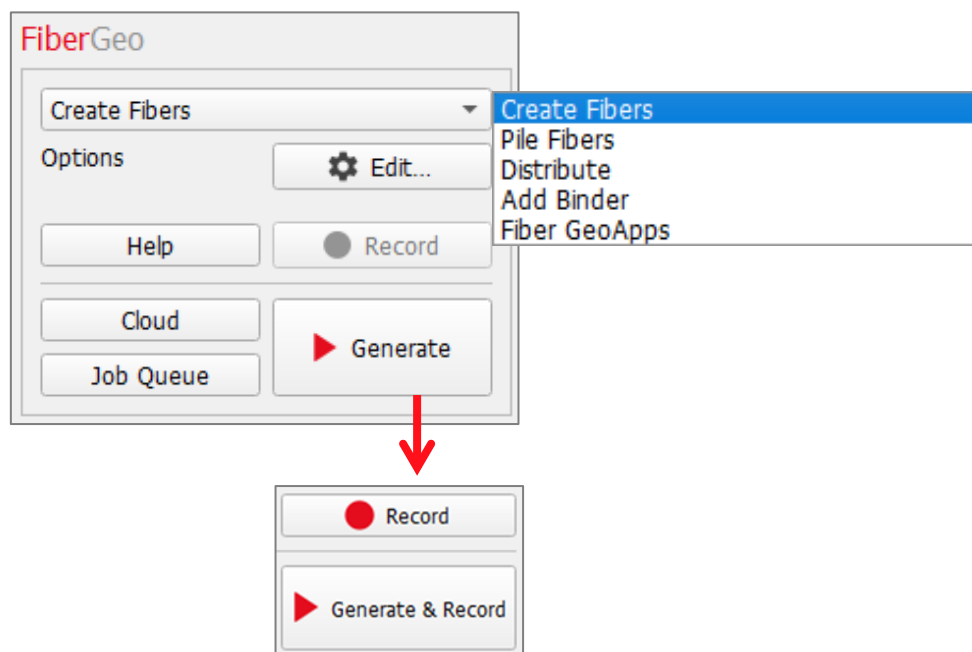 FiberGeo
Create Fibers
Options
Edit...
Help
Record
Cloud
Job Queue
Generate
Create Fibers
Pile Fibers
Distribute
Add Binder
Fiber GeoApps
Record
Generate & Record